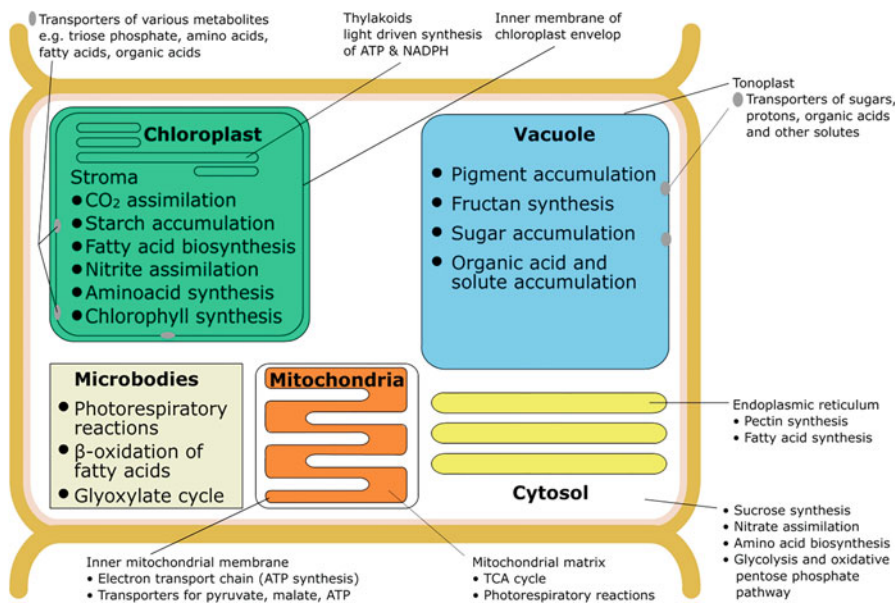 Transporters of various metabolites
e.g. triose phosphate, amino acids,
fatty acids, organic acids
Thylakoids
light driven synthesis
of ATP & NADPH
Inner membrane of
chloroplast envelop
Tonoplast
Transporters of sugars,
protons, organic acids
and other solutes
Chloroplast
Stroma
● CO₂ assimilation
● Starch accumulation
● Fatty acid biosynthesis
● Nitrite assimilation
● Aminoacid synthesis
● Chlorophyll synthesis
Vacuole
● Pigment accumulation
● Fructan synthesis
● Sugar accumulation
● Organic acid and
solute accumulation
Microbodies
● Photorespiratory
reactions
● β-oxidation of
fatty acids
● Glyoxylate cycle
Mitochondria
Endoplasmic reticulum
• Pectin synthesis
• Fatty acid synthesis
Cytosol
• Sucrose synthesis
• Nitrate assimilation
• Amino acid biosynthesis
• Glycolysis and oxidative
pentose phosphate
pathway
Inner mitochondrial membrane
• Electron transport chain (ATP synthesis)
• Transporters for pyruvate, malate, ATP
Mitochondrial matrix
• TCA cycle
• Photorespiratory reactions